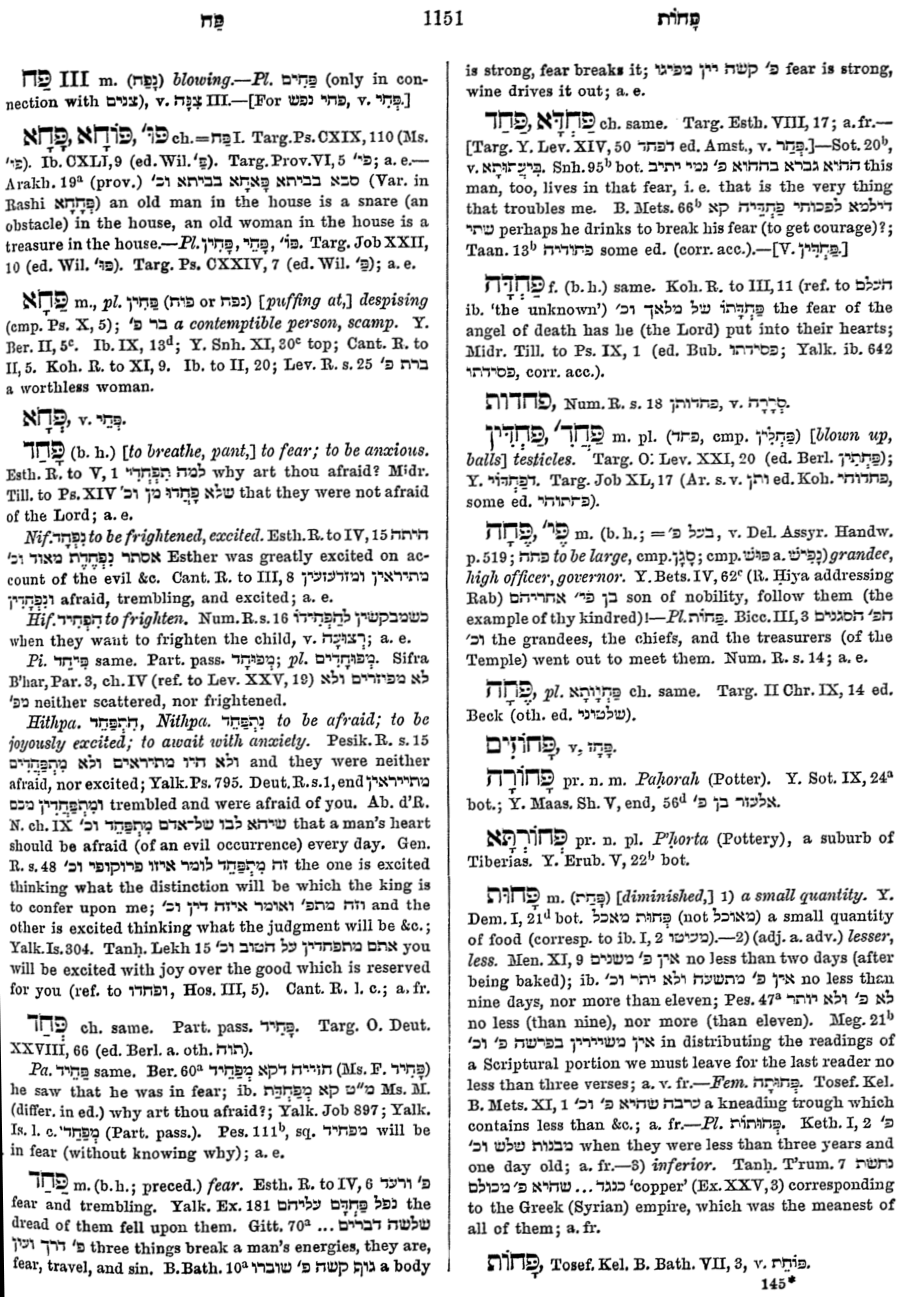 פַּח 1151 פָּחוֹת
פַּח III m. (נָפַח) blowing.—Pl. פַּחִים (only in con-
nection with צנים), v. צִנָּה III.—[For פחי נפש, v. פְּחִי.]
פַּחָא, פּוֹחָא, פּוּ׳ ch.=פַּח I. Targ.Ps.CXIX, 110 (Ms.
פַּי׳). Ib. CXLI, 9 (ed. Wil. פָּ׳). Targ. Prov. VI, 5 פַּי׳; a. e.—
Arakh. 19ᵃ (prov.) סבא בביתא פָּאחָא בביתא וכ׳ (Var. in
Rashi פָּחָחָא) an old man in the house is a snare (an
obstacle) in the house, an old woman in the house is a
treasure in the house.—Pl. פַּחִין, פַּחֵי, פּוֹ׳. Targ. Job XXII,
10 (ed. Wil. פּוּ׳). Targ. Ps. CXXIV, 7 (ed. Wil. פָּ׳); a. e.
פַּחָא m., pl. פַּחִין (פוח or נפח) [puffing at,] despising
(cmp. Ps. X, 5); בר פ׳ a contemptible person, scamp. Y.
Ber. II, 5ᶜ. Ib. IX, 13ᵈ; Y. Snh. XI, 30ᶜ top; Cant. R. to
II, 5. Koh. R. to XI, 9. Ib. to II, 20; Lev. R. s. 25 ברת פ׳
a worthless woman.
פְּחָא, v. פְּחֵי.
פָּחַד (b. h.) [to breathe, pant,] to fear; to be anxious.
Esth. R. to V, 1 למה תִּפְחֲדִי why art thou afraid? Midr.
Till. to Ps. XIV שלא פָּחֲדוּ מן וכ׳ that they were not afraid
of the Lord; a. e.
Nif. נִפְחָד to be frightened, excited. Esth. R. to IV, 15 היתה
אסתר נִפְחֶדֶת מאוד וכ׳ Esther was greatly excited on ac-
count of the evil &c. Cant. R. to III, 8 מתיראין ומזדעזעין
וְנִפְחָדִין afraid, trembling, and excited; a. e.
Hif. הִפְחִיד to frighten. Num. R. s. 16 כשמבקשין לְהַפְחִידוֹ
when they want to frighten the child, v. רְצוּעָה; a. e.
Pi. פִּיחֵד same. Part. pass. מְפוּחָד; pl. מְפוּחָדִים. Sifra
B'har, Par. 3, ch. IV (ref. to Lev. XXV, 19) לא מפיזרים ולא
מפ׳ neither scattered, nor frightened.
Hithpa. הִתְפַּחֵד, Nithpa. נִתְפַּחֵד to be afraid; to be
joyously excited; to await with anxiety. Pesik. R. s. 15
ולא היו מתיראים ולא מִתְפַּחֲדִים and they were neither
afraid, nor excited; Yalk. Ps. 795. Deut. R. s. 1, end מתייראין
וּמִתְפַּחֲדִין מכם trembled and were afraid of you. Ab. d'R.
N. ch. IX שיהא לבו של־אדם מִתְפַּחֵד וכ׳ that a man's heart
should be afraid (of an evil occurrence) every day. Gen.
R. s. 48 זה מִתְפַּחֵד לומר איזו פרוקופי וכ׳ the one is excited
thinking what the distinction will be which the king is
to confer upon me; וזה מתפ׳ ואומר איזה דין וכ׳ and the
other is excited thinking what the judgment will be &c.;
Yalk. Is. 304. Tanḥ. Lekh 15 אתם מתפחדין על הטוב וכ׳ you
will be excited with joy over the good which is reserved
for you (ref. to ופחדו, Hos. III, 5). Cant. R. l. c.; a. fr.
פְּחַד ch. same. Part. pass. פָּחִיד. Targ. O. Deut.
XXVIII, 66 (ed. Berl. a. oth. תוה).
Pa. פַּחֵיד same. Ber. 60ᵃ חזייה דקא מְפַחֵיד (Ms. F. פָּחֵיד)
he saw that he was in fear; ib. מ״ט קא מְפַחֲדַּת Ms. M.
(differ. in ed.) why art thou afraid?; Yalk. Job 897; Yalk.
Is. l. c. מְפַחַּד׳ (Part. pass.). Pes. 111ᵇ, sq. מפחיד will be
in fear (without knowing why); a. e.
פַּחַד m. (b. h.; preced.) fear. Esth. R. to IV, 6 פ׳ ורעד
fear and trembling. Yalk. Ex. 181 נפל פַּחְדָּם עליהם the
dread of them fell upon them. Gitt. 70ᵃ שלשה דברים ...
פ׳ דרך ועון three things break a man's energies, they are,
fear, travel, and sin. B. Bath. 10ᵃ גוף קשה פ׳ שוברו a body
is strong, fear breaks it; פ׳ קשה יין מפיגו fear is strong,
wine drives it out; a. e.
פַּחְדָּא, פְּחַד ch. same. Targ. Esth. VIII, 17; a. fr.—
[Targ. Y. Lev. XIV, 50 דפחד ed. Amst., v. פָּחַר.]—Sot. 20ᵇ,
v. בִּיעֲתוּתָא. Snh. 95ᵇ bot. ההיא גברא בההוא פ׳ נמי יתיב this
man, too, lives in that fear, i. e. that is the very thing
that troubles me. B. Mets. 66ᵇ דילמא לפכוחי פַּחְדֵּיהּ קא
שתי perhaps he drinks to break his fear (to get courage)?;
Taan. 13ᵇ פחודיה some ed. (corr. acc.).—[V. פַּחֲדִין.]
פַּחְדָּה f. (b. h.) same. Koh. R. to III, 11 (ref. to העלם
ib. 'the unknown') פַּחְדָּתוֹ של מלאך וכ׳ the fear of the
angel of death has he (the Lord) put into their hearts;
Midr. Till. to Ps. IX, 1 (ed. Bub. פסידהו; Yalk. ib. 642
פסידתו, corr. acc.).
פחדות, Num. R. s. 18 פחדותן, v. סְרָרָה.
פַּחֲדִין, פַּחֲד׳ m. pl. (פחד, cmp. פַּחֲלִין) [blown up,
balls] testicles. Targ. O. Lev. XXI, 20 (ed. Berl. פַּחְתִין);
Y. דִפַחֲדּוֹי. Targ. Job XL, 17 (Ar. s. v. ותן ed. Koh. פחדוהי,
some ed. פחתוהי).
פֶּחָה, פֶּי׳ m. (b. h.; = בעל פ׳, v. Del. Assyr. Handw.
p. 519; פחה to be large, cmp. סָגָן; cmp. פּוּשׁ a. נָפִישׁ) grandee,
high officer, governor. Y. Bets. IV, 62ᶜ (R. Ḥiya addressing
Rab) בן פי׳ אחריהם son of nobility, follow them (the
example of thy kindred)!—Pl. פַּחוֹת. Bicc. III, 3 הפ׳ הסגנים
וכ׳ the grandees, the chiefs, and the treasurers (of the
Temple) went out to meet them. Num. R. s. 14; a. e.
פֶּחָה, pl. פַּחְיָותָא ch. same. Targ. II Chr. IX, 14 ed.
Beck (oth. ed. שלטוני).
פָּחוֹזִים, v. פָּחָז.
פָּחוֹרָה pr. n. m. Paḥorah (Potter). Y. Sot. IX, 24ᵃ
bot.; Y. Maas. Sh. V, end, 56ᵈ אלעזר בן פ׳.
פְּחוֹרְתָּא pr. n. pl. P'ḥorta (Pottery), a suburb of
Tiberias. Y. Erub. V, 22ᵇ bot.
פָּחוּת m. (פָּחַת) [diminished,] 1) a small quantity. Y.
Dem. I, 21ᵈ bot. פְּחוּת מאכל (not מאוכל) a small quantity
of food (corresp. to ib. I, 2 מיעוטו).—2) (adj. a. adv.) lesser,
less. Men. XI, 9 אין פ׳ משנים no less than two days (after
being baked); ib. אין פ׳ מתשעה ולא יתר וכ׳ no less than
nine days, nor more than eleven; Pes. 47ᵃ לא פ׳ ולא יותר
no less (than nine), nor more (than eleven). Meg. 21ᵇ
אין משיירין בפרשה פ׳ וכ׳ in distributing the readings of
a Scriptural portion we must leave for the last reader no
less than three verses; a. v. fr.—Fem. פְּחוּתָה. Tosef. Kel.
B. Mets. XI, 1 ערבה שהיא פ׳ וכ׳ a kneading trough which
contains less than &c.; a. fr.—Pl. פְּחוּתוֹת. Keth. I, 2 פ׳
מבנות שלש וכ׳ when they were less than three years and
one day old; a. fr.—3) inferior. Tanḥ. T'rum. 7 נחשת
כנגד ... שהיא פ׳ מכולם 'copper' (Ex. XXV, 3) corresponding
to the Greek (Syrian) empire, which was the meanest of
all of them; a. fr.
פָּחוֹת, Tosef. Kel. B. Bath. VII, 3, v. פּוֹחֵת.
145*